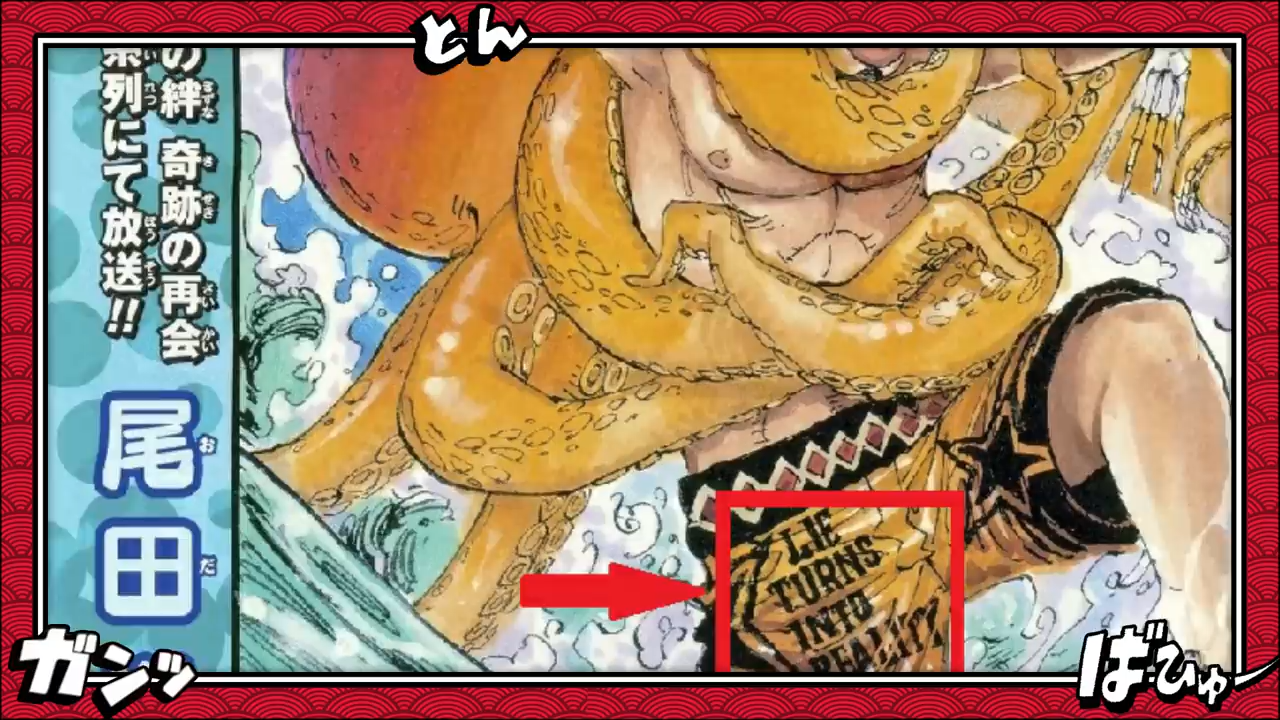 とん
の絆 奇跡の再会
系列にて放送!!
尾田
LIE
TURNS
INTO
REALITY
ガンッ
ばひゅ